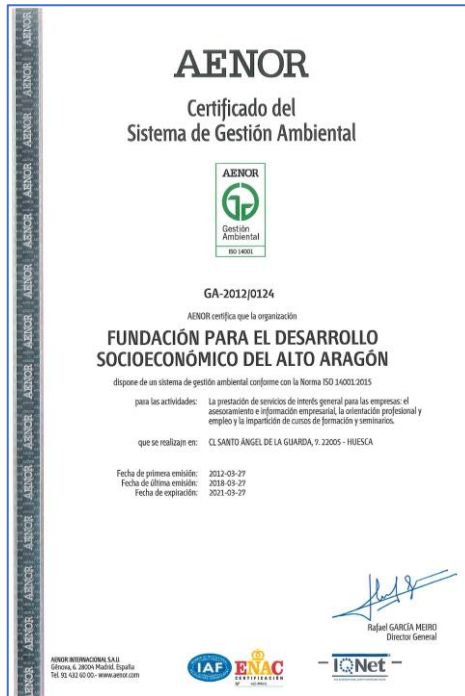 AENOR
Certificado del
Sistema de Gestión Ambiental
AENOR
Gestión
Ambiental
ISO 14001
GA-2012/0124
AENOR certifica que la organización
FUNDACIÓN PARA EL DESARROLLO
SOCIOECONÓMICO DEL ALTO ARAGÓN
dispone de un sistema de gestión ambiental conforme con la Norma ISO 14001:2015
para las actividades: La prestación de servicios de interés general para las empresas: el
asesoramiento e información empresarial, la orientación profesional y
empleo y la impartición de cursos de formación y seminarios.
que se realizan en: CL SANTO ÁNGEL DE LA GUARDA, 7. 22005 - HUESCA
Fecha de primera emisión: 2012-03-27
Fecha de última emisión: 2018-03-27
Fecha de expiración: 2021-03-27
Rafael GARCÍA MEIRO
Director General
AENOR INTERNACIONAL S.A.U.
Génova, 6. 28004 Madrid. España
Tel. 91 432 60 00.- www.aenor.com
IAF
ENAC
CERTIFICACIÓN
IQNet